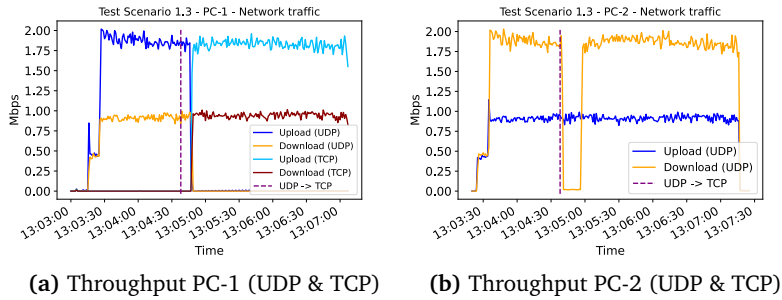 Test Scenario 1.3 - PC-1 - Network traffic
Mbps
2.00
1.75
1.50
1.25
1.00
0.75
0.50
0.25
0.00
Upload (UDP)
Download (UDP)
Upload (TCP)
Download (TCP)
UDP -> TCP
13:03:00
13:03:30
13:04:00
13:04:30
13:05:00
13:05:30
13:06:00
13:06:30
13:07:00
Time
(a) Throughput PC-1 (UDP & TCP)
Test Scenario 1.3 - PC-2 - Network traffic
Mbps
2.00
1.75
1.50
1.25
1.00
0.75
0.50
0.25
0.00
Upload (UDP)
Download (UDP)
UDP -> TCP
13:03:30
13:04:00
13:04:30
13:05:00
13:05:30
13:06:00
13:06:30
13:07:00
13:07:30
Time
(b) Throughput PC-2 (UDP & TCP)